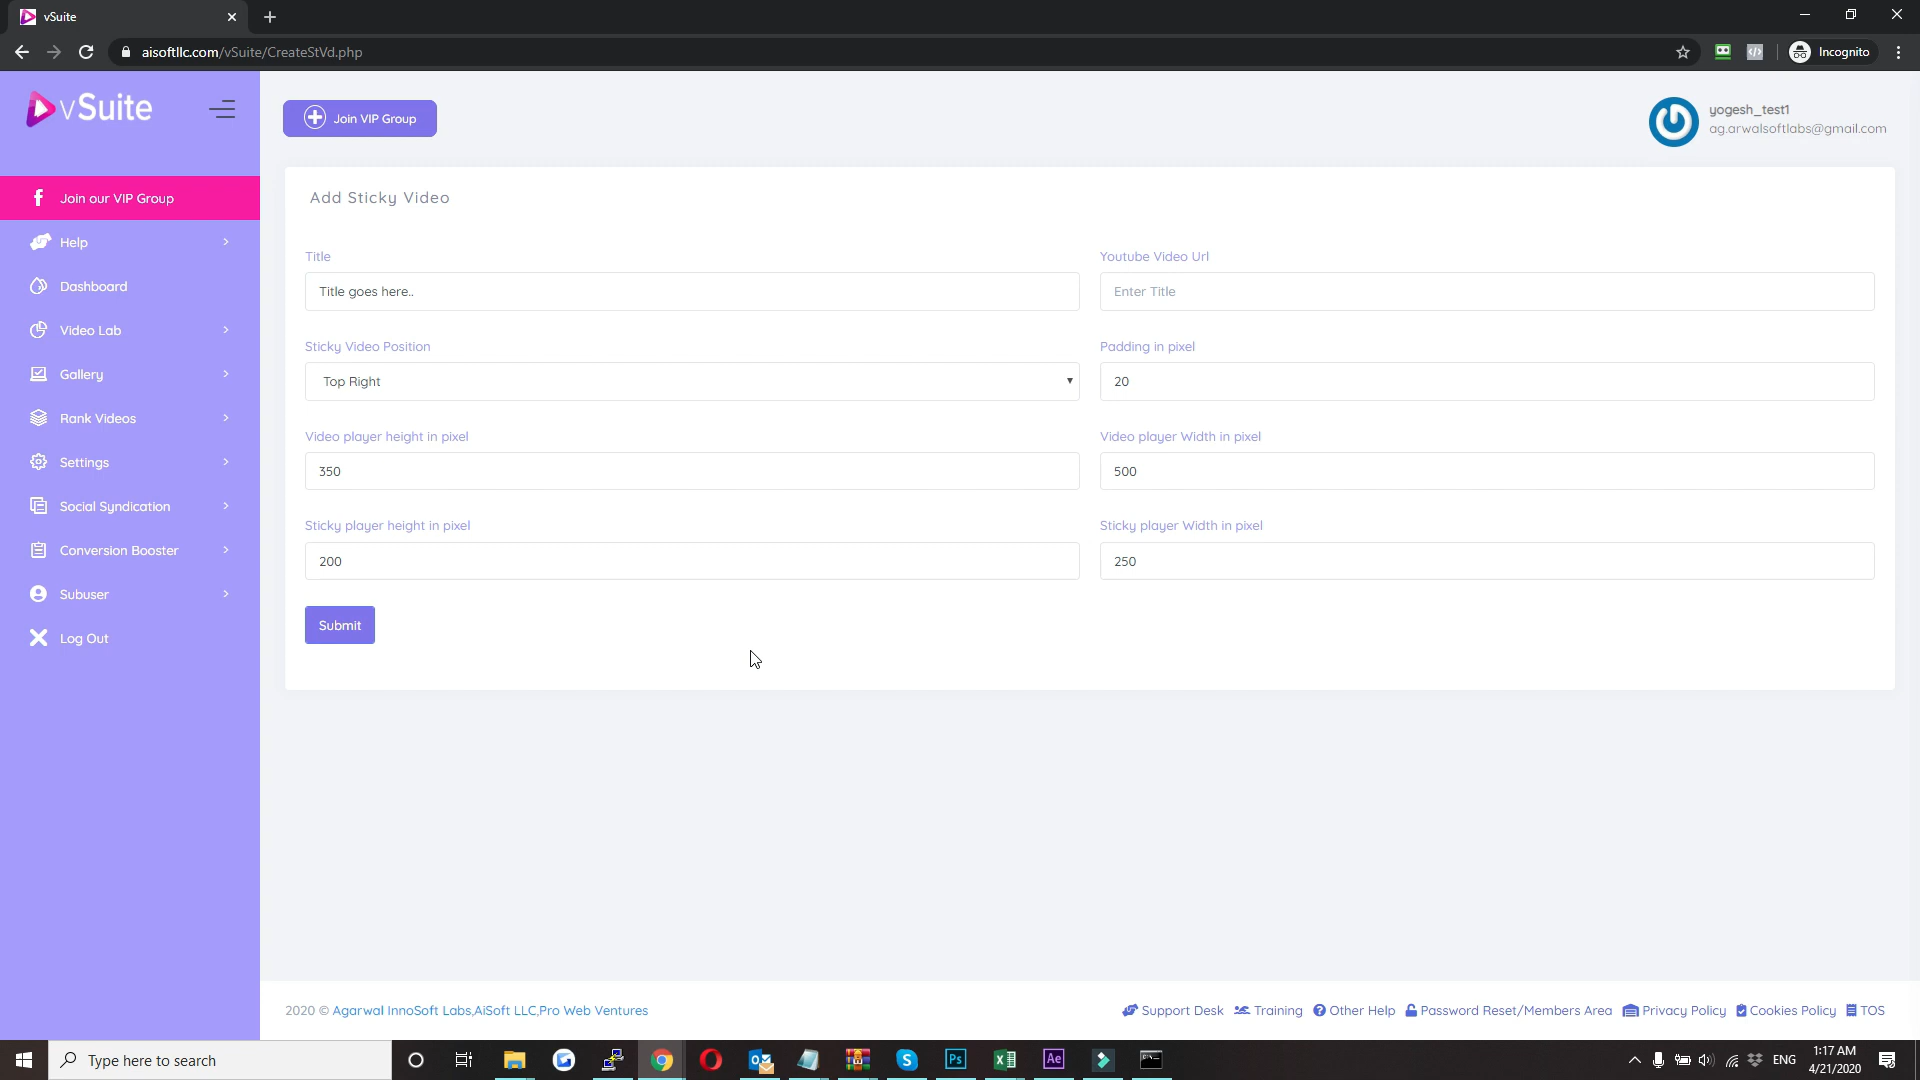 vSuite
aisoftllc.com/vSuite/CreateStVd.php
Incognito
vSuite
Join VIP Group
yogesh_test1
ag.arwalsoftlabs@gmail.com
Join our VIP Group
Help
Dashboard
Video Lab
Gallery
Rank Videos
Settings
Social Syndication
Conversion Booster
Subuser
Log Out
Add Sticky Video
Title
Youtube Video Url
Title goes here..
Enter Title
Sticky Video Position
Padding in pixel
Top Right
20
Video player height in pixel
Video player Width in pixel
350
500
Sticky player height in pixel
Sticky player Width in pixel
200
250
Submit
2020 © Agarwal InnoSoft Labs,AiSoft LLC,Pro Web Ventures
Support Desk Training Other Help Password Reset/Members Area Privacy Policy Cookies Policy TOS
Type here to search
Ps
Ae
ENG
1:17 AM
4/21/2020